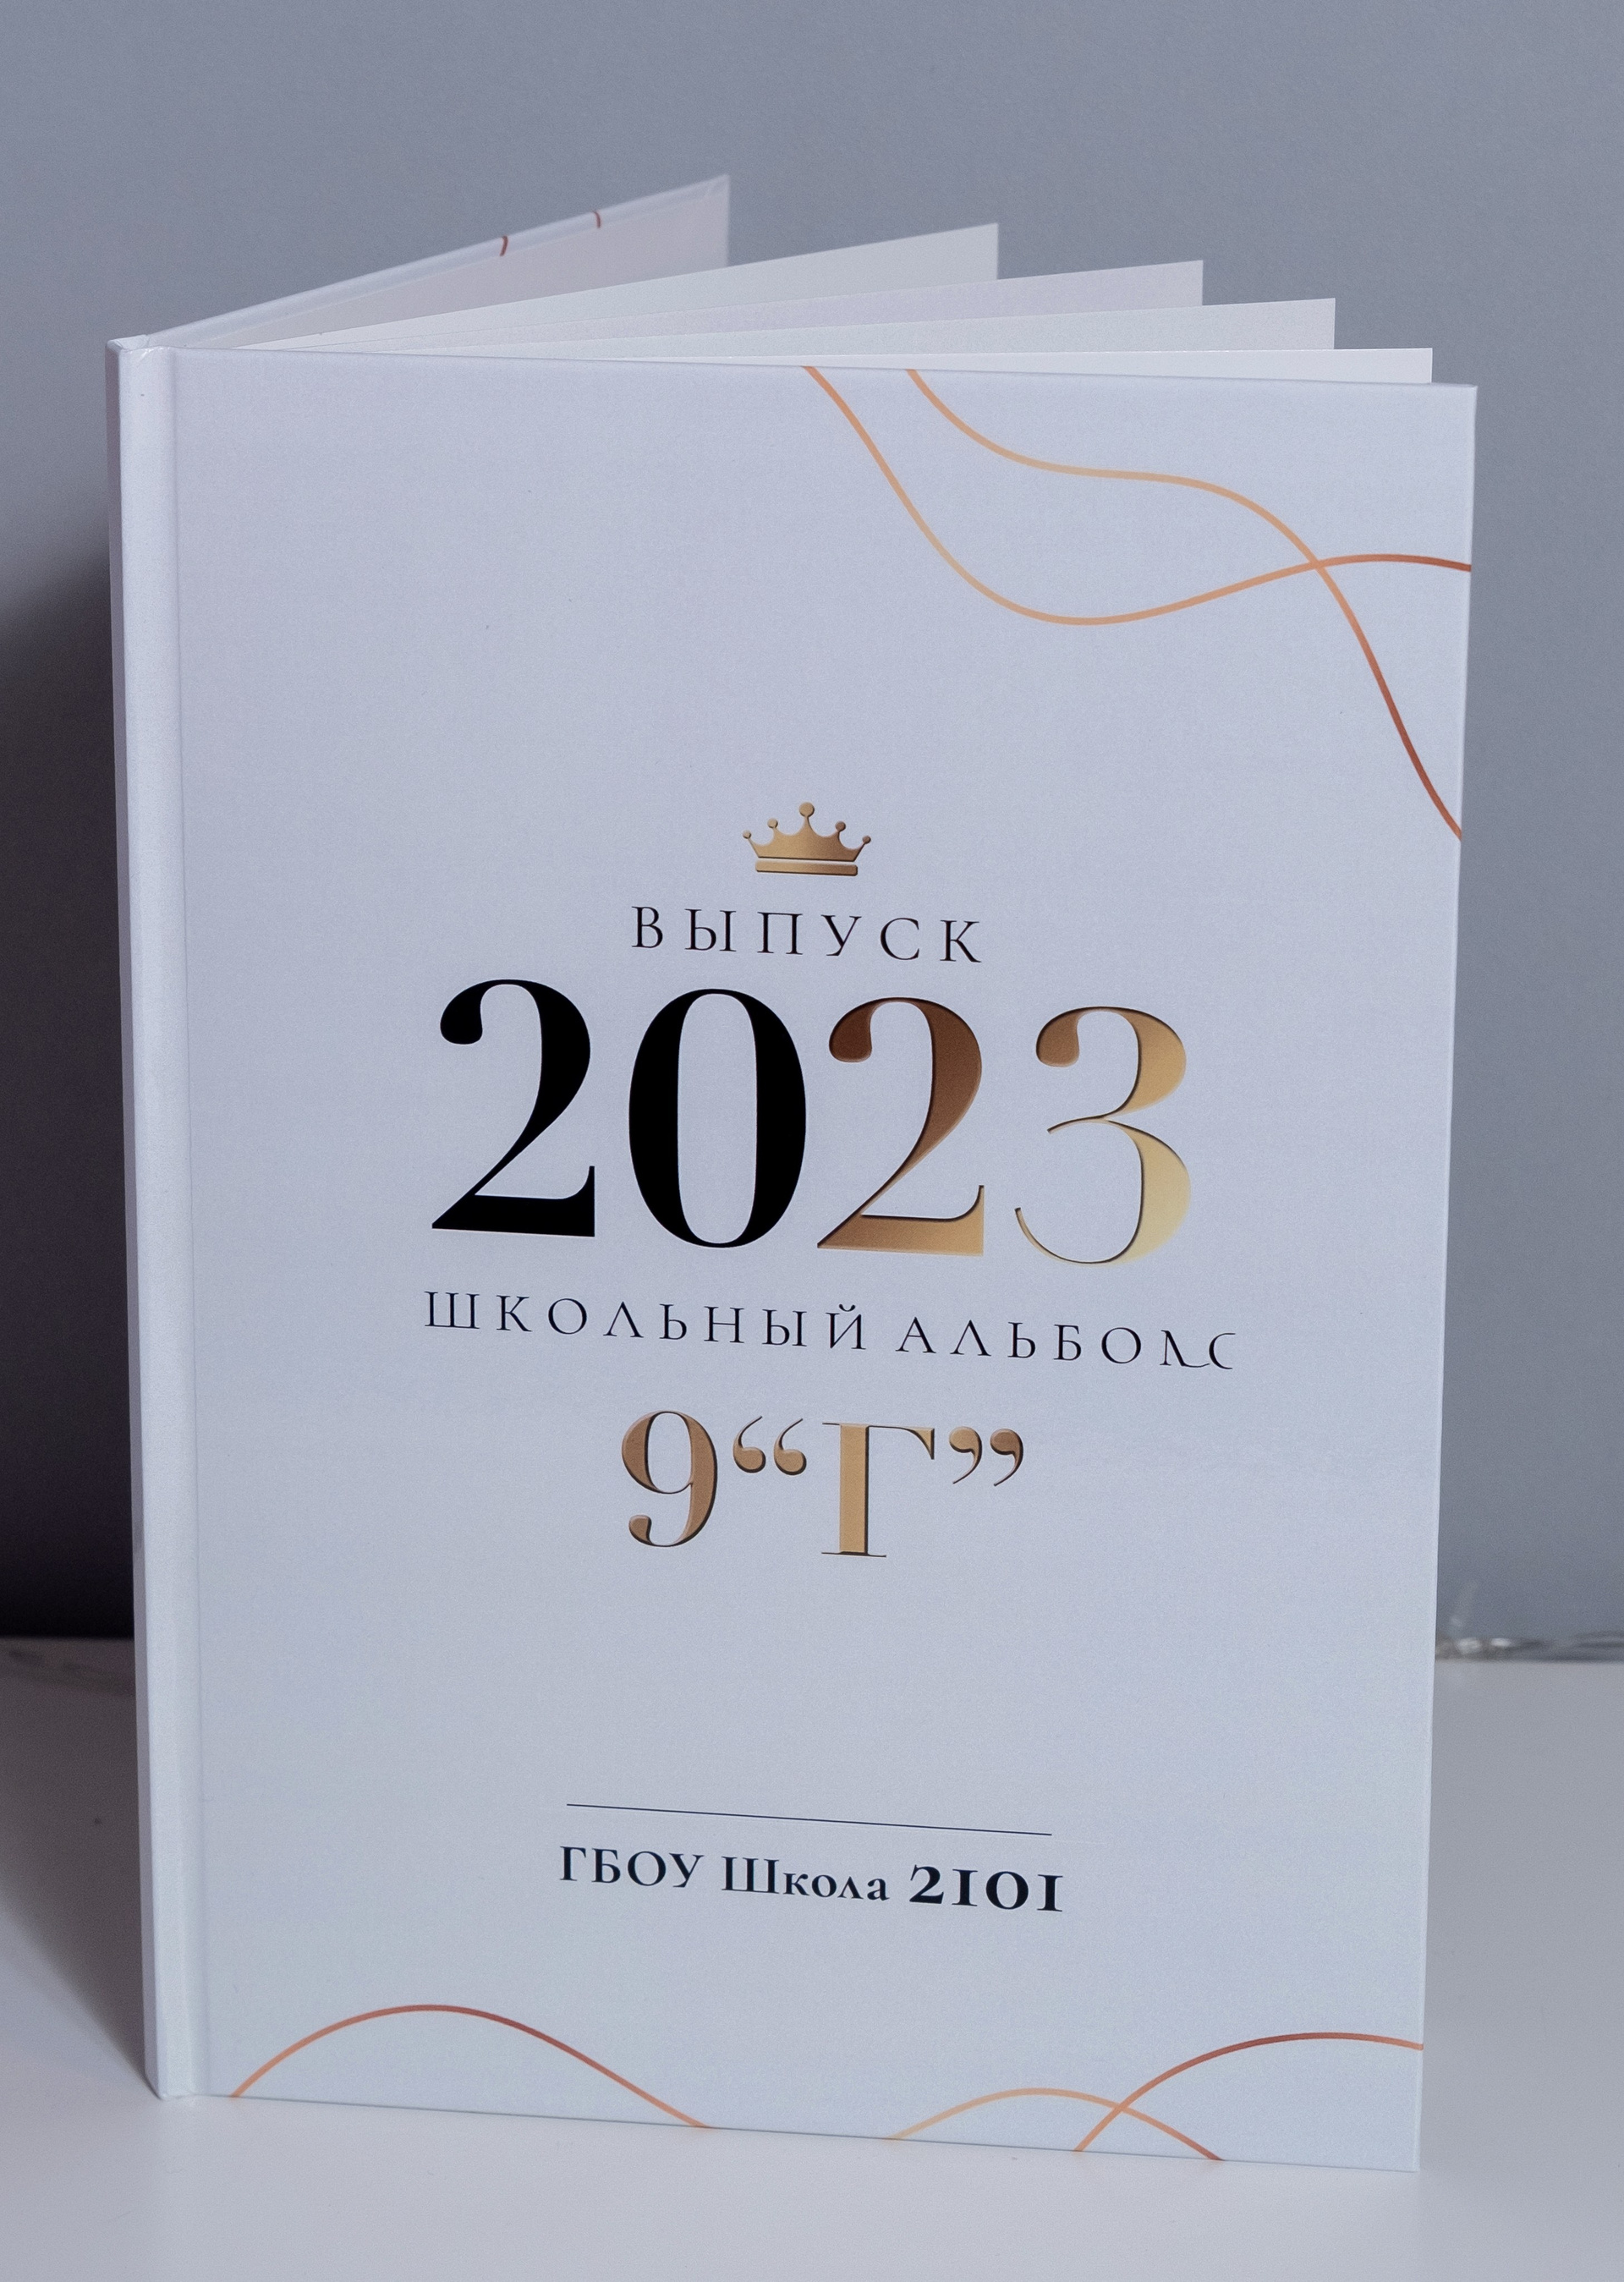 ВЫПУСК
2023
ШКОЛЬНЫЙ АЛЬБОМ
9“Г”
ГБОУ Школа 2101